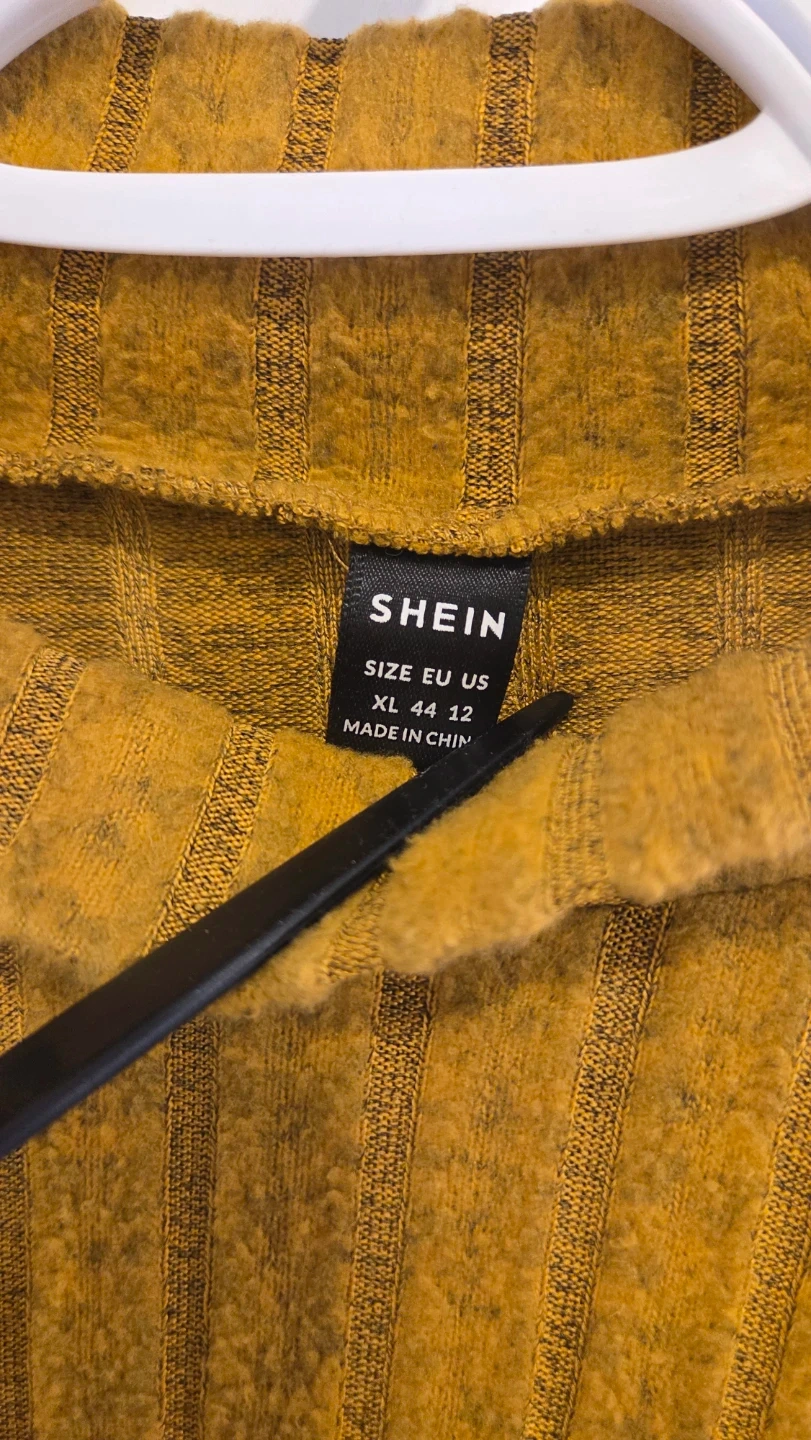 SHEIN
SIZE EU US
XL 44 12
MADE IN CHIN